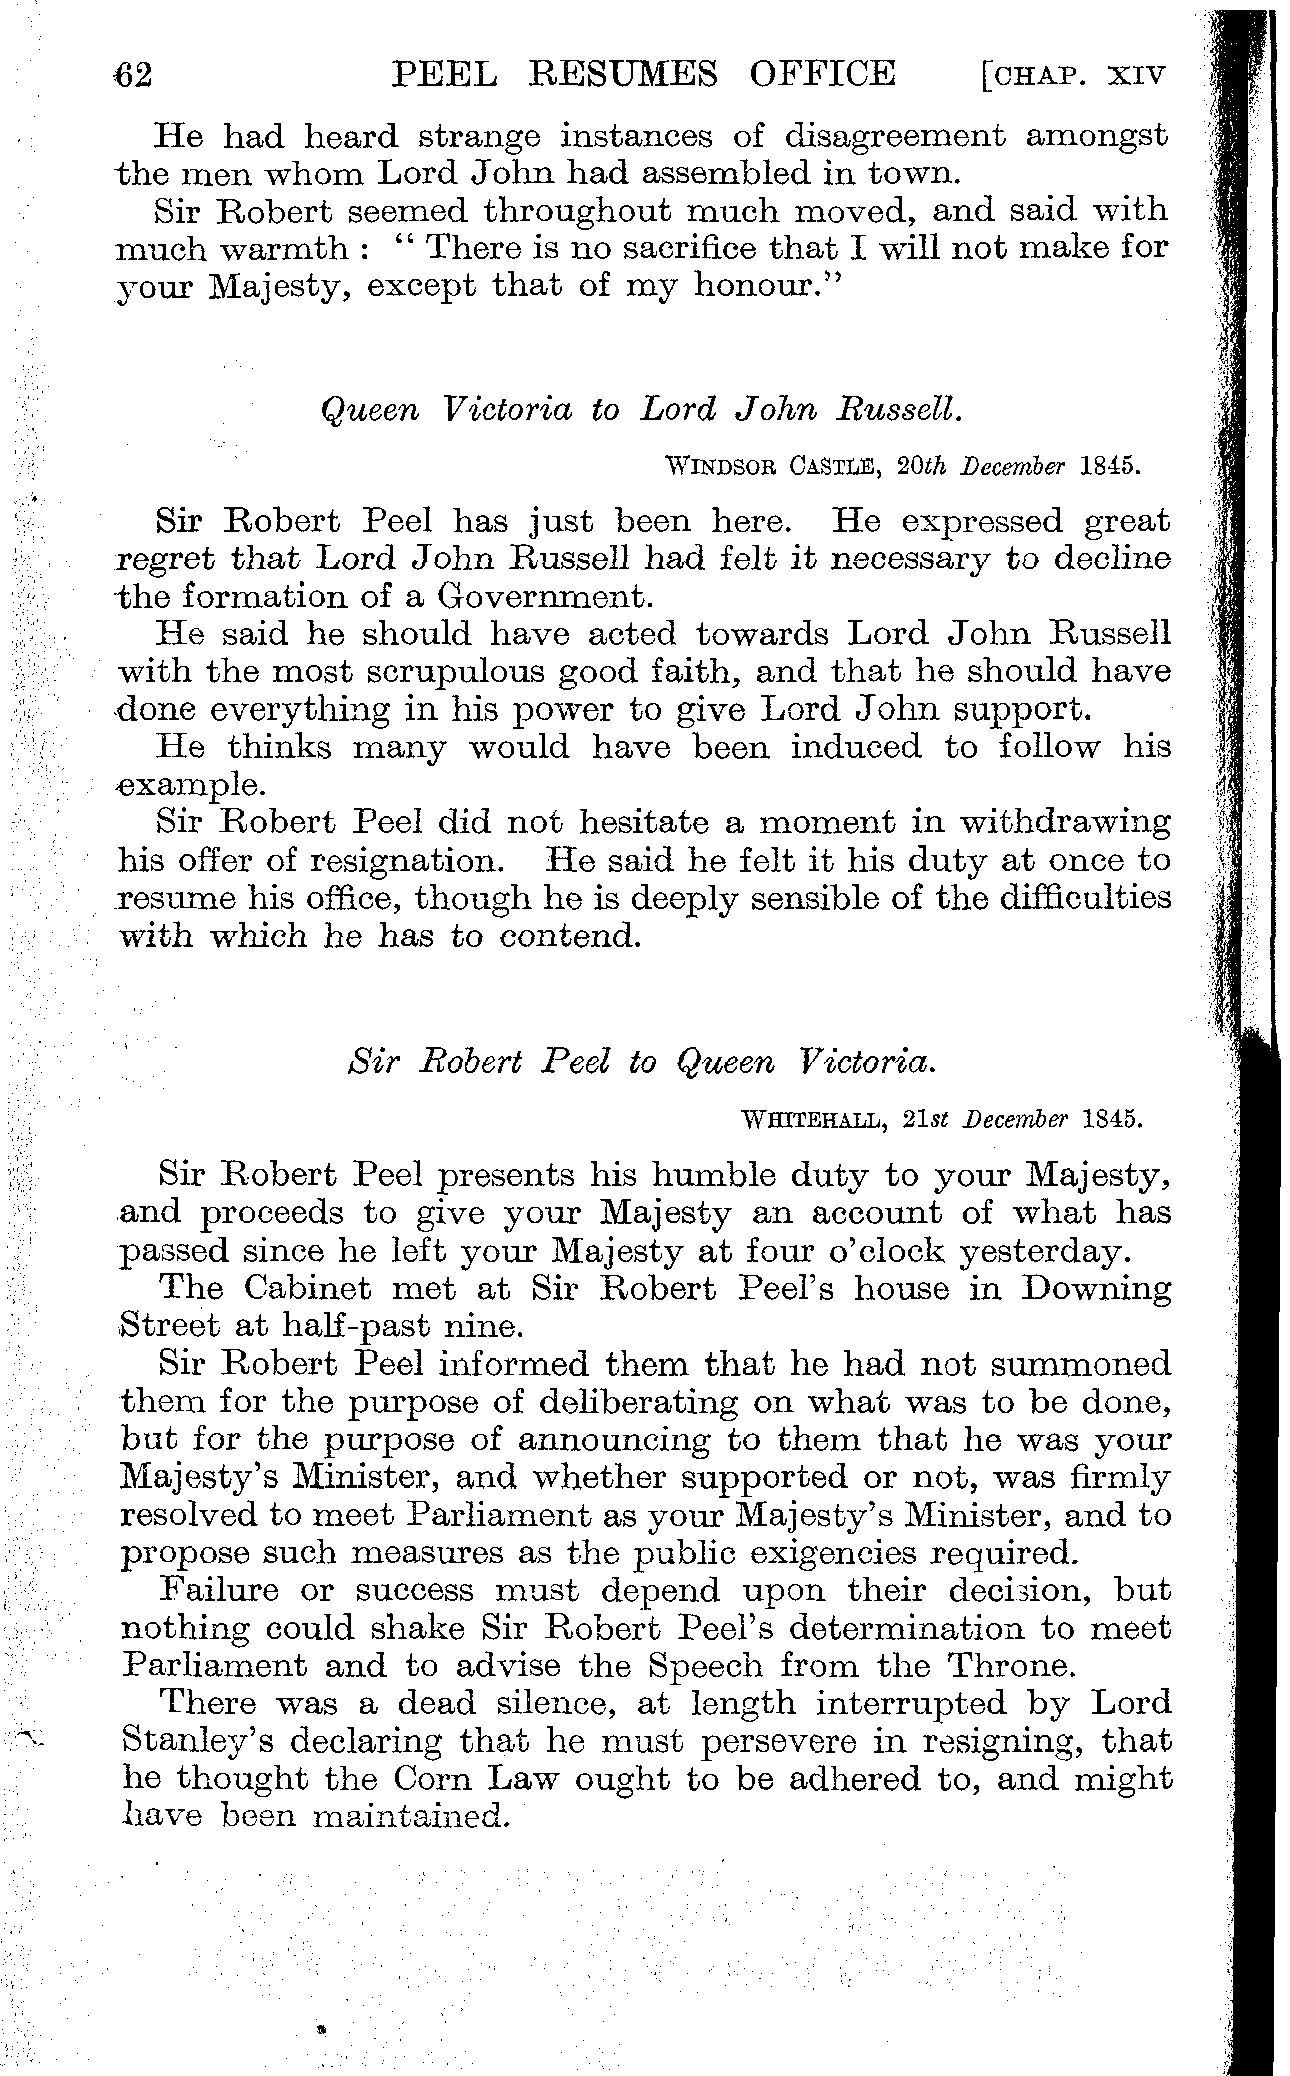 62 PEEL RESUMES OFFICE [CHAP. XIV
He had heard strange instances of disagreement amongst
the men whom Lord John had assembled in town.
Sir Robert seemed throughout much moved, and said with
much warmth : “ There is no sacrifice that I will not make for
your Majesty, except that of my honour.”
Queen Victoria to Lord John Russell.
WINDSOR CASTLE, 20th December 1845.
Sir Robert Peel has just been here. He expressed great
regret that Lord John Russell had felt it necessary to decline
the formation of a Government.
He said he should have acted towards Lord John Russell
with the most scrupulous good faith, and that he should have
done everything in his power to give Lord John support.
He thinks many would have been induced to follow his
example.
Sir Robert Peel did not hesitate a moment in withdrawing
his offer of resignation. He said he felt it his duty at once to
resume his office, though he is deeply sensible of the difficulties
with which he has to contend.
Sir Robert Peel to Queen Victoria.
WHITEHALL, 21st December 1845.
Sir Robert Peel presents his humble duty to your Majesty,
and proceeds to give your Majesty an account of what has
passed since he left your Majesty at four o’clock yesterday.
The Cabinet met at Sir Robert Peel’s house in Downing
Street at half-past nine.
Sir Robert Peel informed them that he had not summoned
them for the purpose of deliberating on what was to be done,
but for the purpose of announcing to them that he was your
Majesty’s Minister, and whether supported or not, was firmly
resolved to meet Parliament as your Majesty’s Minister, and to
propose such measures as the public exigencies required.
Failure or success must depend upon their decision, but
nothing could shake Sir Robert Peel’s determination to meet
Parliament and to advise the Speech from the Throne.
There was a dead silence, at length interrupted by Lord
Stanley’s declaring that he must persevere in resigning, that
he thought the Corn Law ought to be adhered to, and might
have been maintained.